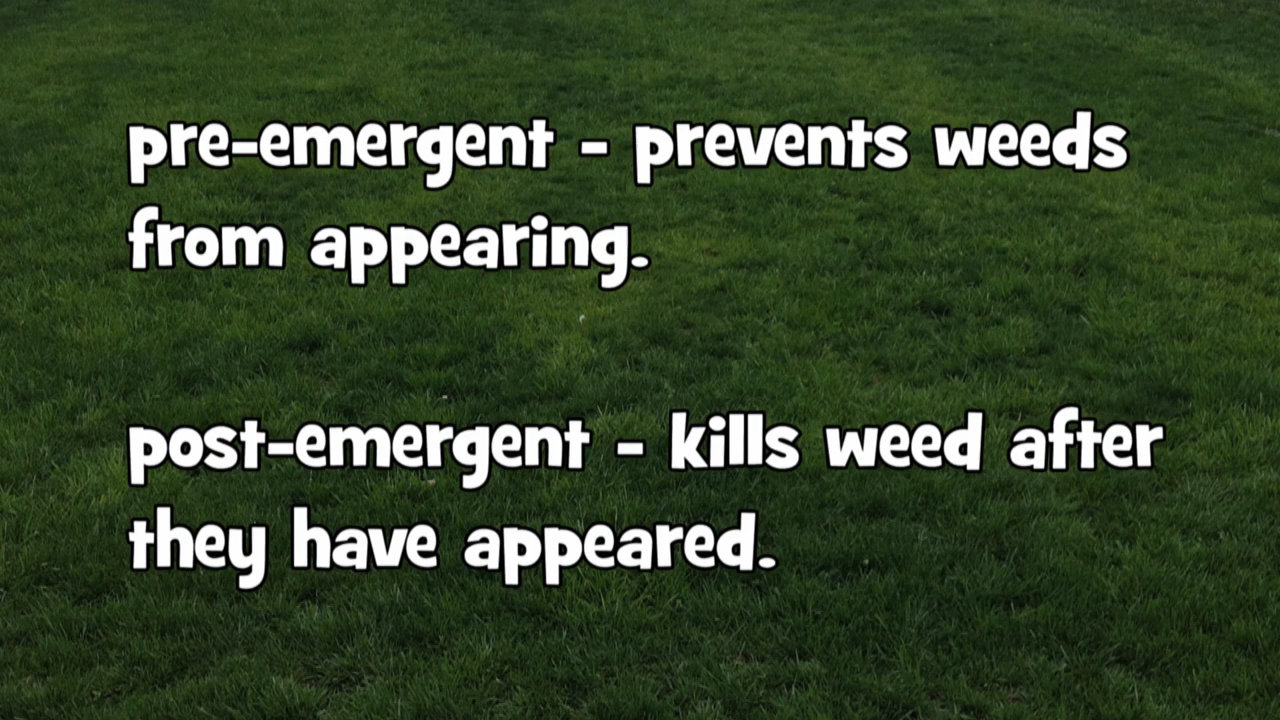 pre-emergent - prevents weeds
from appearing.
post-emergent - kills weed after
they have appeared.